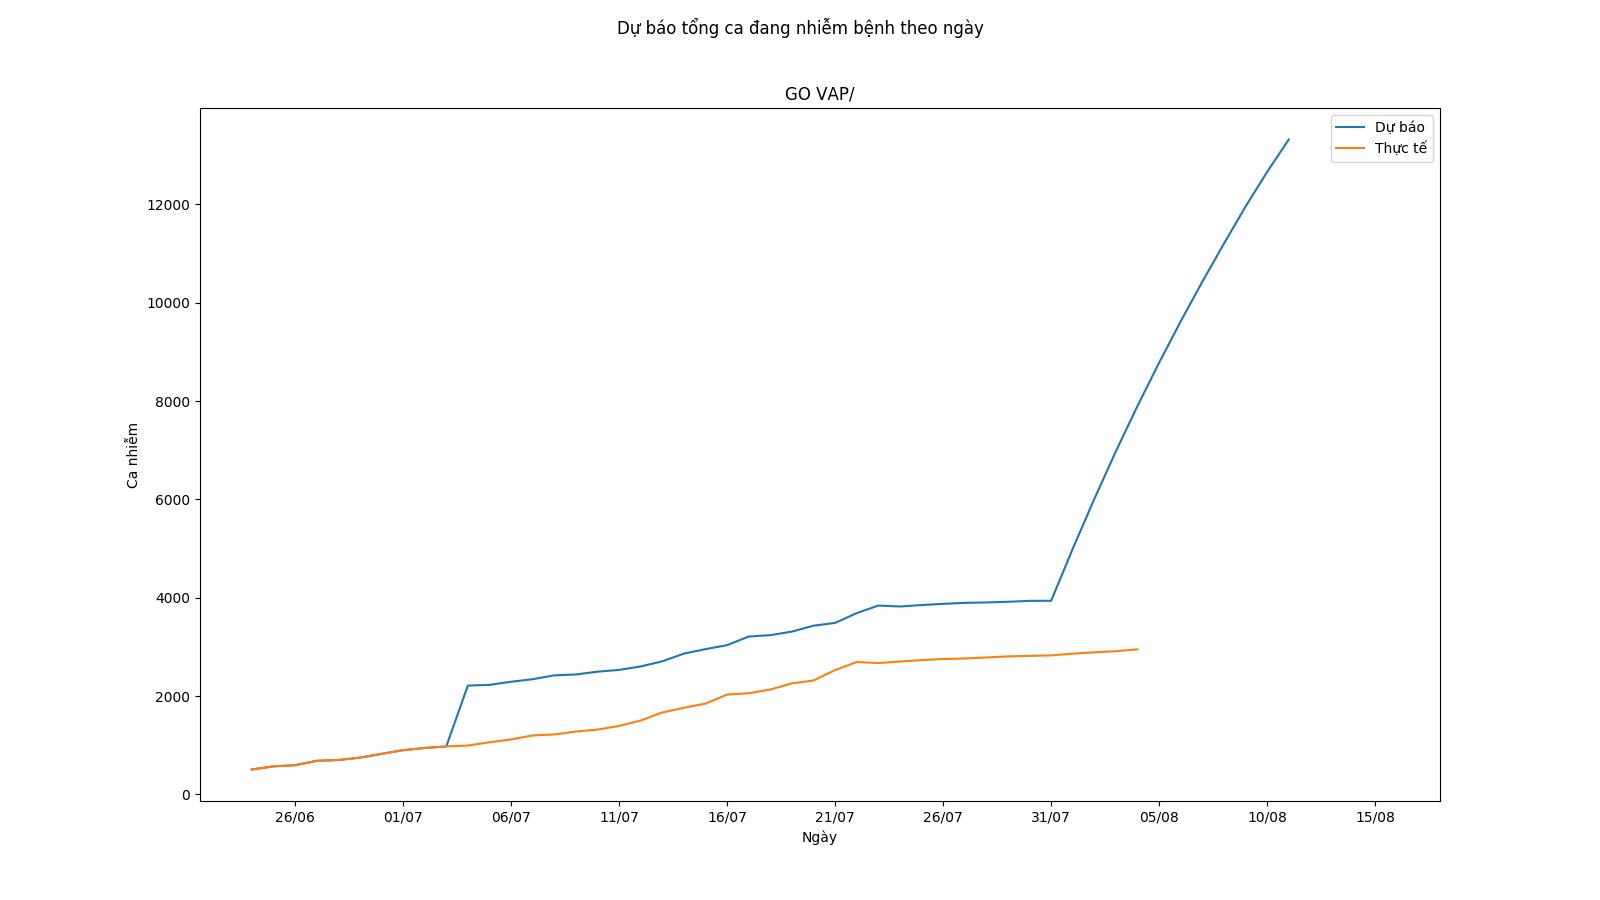 Dự báo tổng ca đang nhiễm bệnh theo ngày
GO VAP/
Dự báo
Thực tế
12000
10000
8000
6000
4000
2000
0
Ca nhiễm
26/06 01/07 06/07 11/07 16/07 21/07 26/07 31/07 05/08 10/08 15/08
Ngày